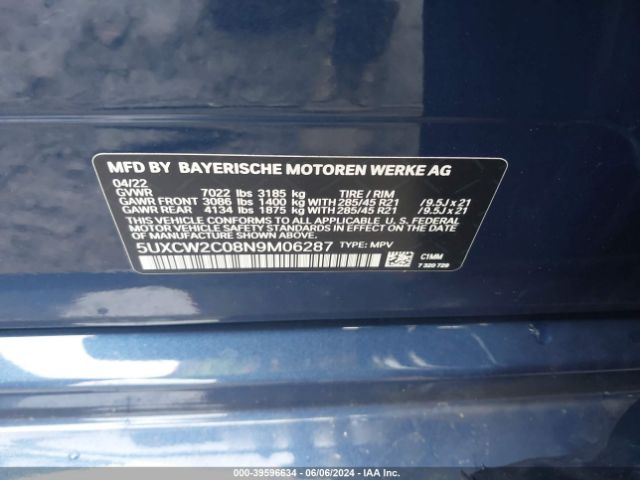 MFD BY BAYERISCHE MOTOREN WERKE AG
04/22
GVWR 7022 lbs 3185 kg TIRE / RIM
GAWR FRONT 3086 lbs 1400 kg WITH 285/45 R21 / 9.5J x 21
GAWR REAR 4134 lbs 1875 kg WITH 285/45 R21 / 9.5J x 21
THIS VEHICLE CONFORMS TO ALL APPLICABLE U.S. FEDERAL
MOTOR VEHICLE SAFETY STANDARDS IN EFFECT
ON THE DATE OF MANUFACTURE SHOWN ABOVE.
5UXCW2C08N9M06287 TYPE: MPV
C1MM
7 320 729
000-39596634 / 06/06/2024 - IAA Inc.